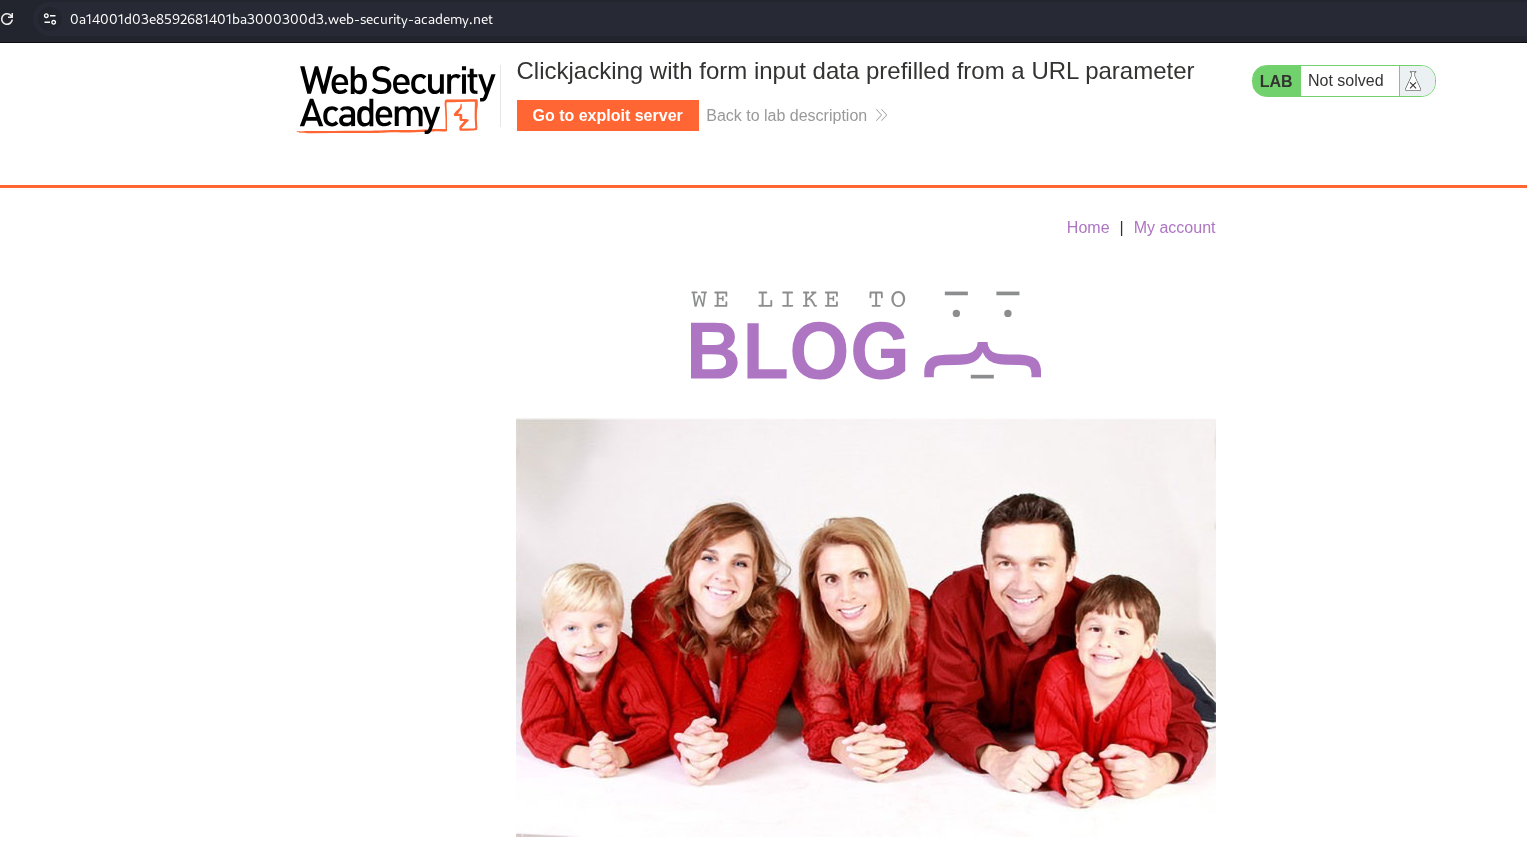 0a14001d03e8592681401ba3000300d3.web-security-academy.net
Web Security
Academy
Clickjacking with form input data prefilled from a URL parameter
LAB Not solved
Go to exploit server Back to lab description
Home | My account
WE LIKE TO
BLOG